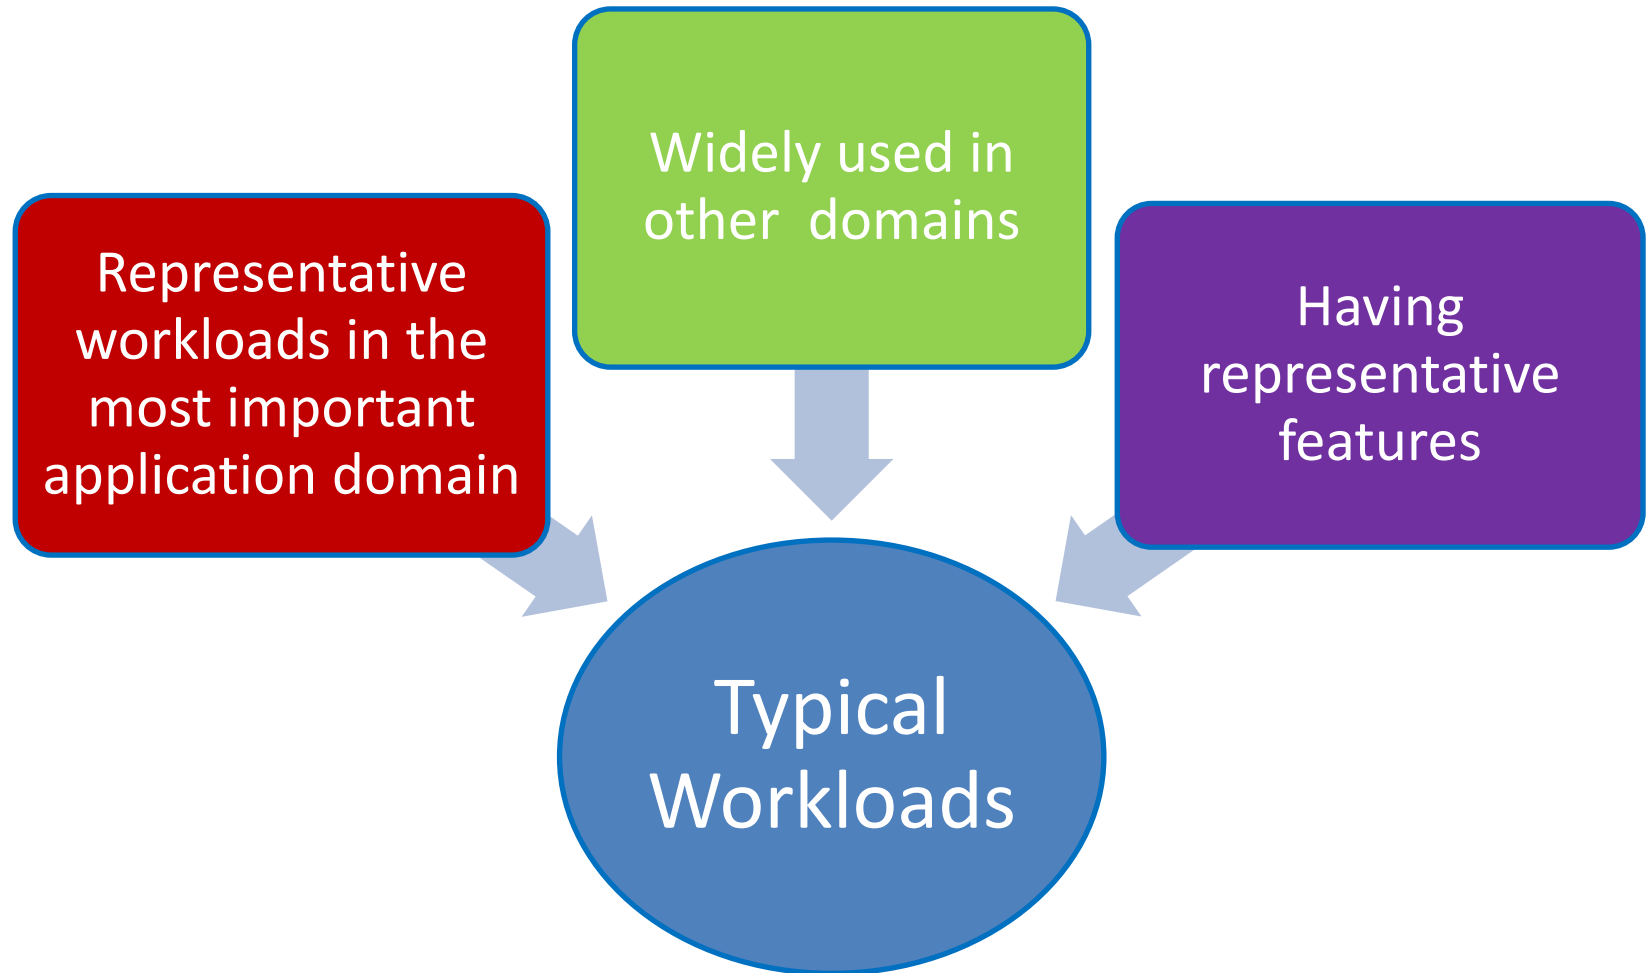 Widely used in
other  domains
Representative
workloads in the
most important
application domain
Having
representative
features
Typical
Workloads